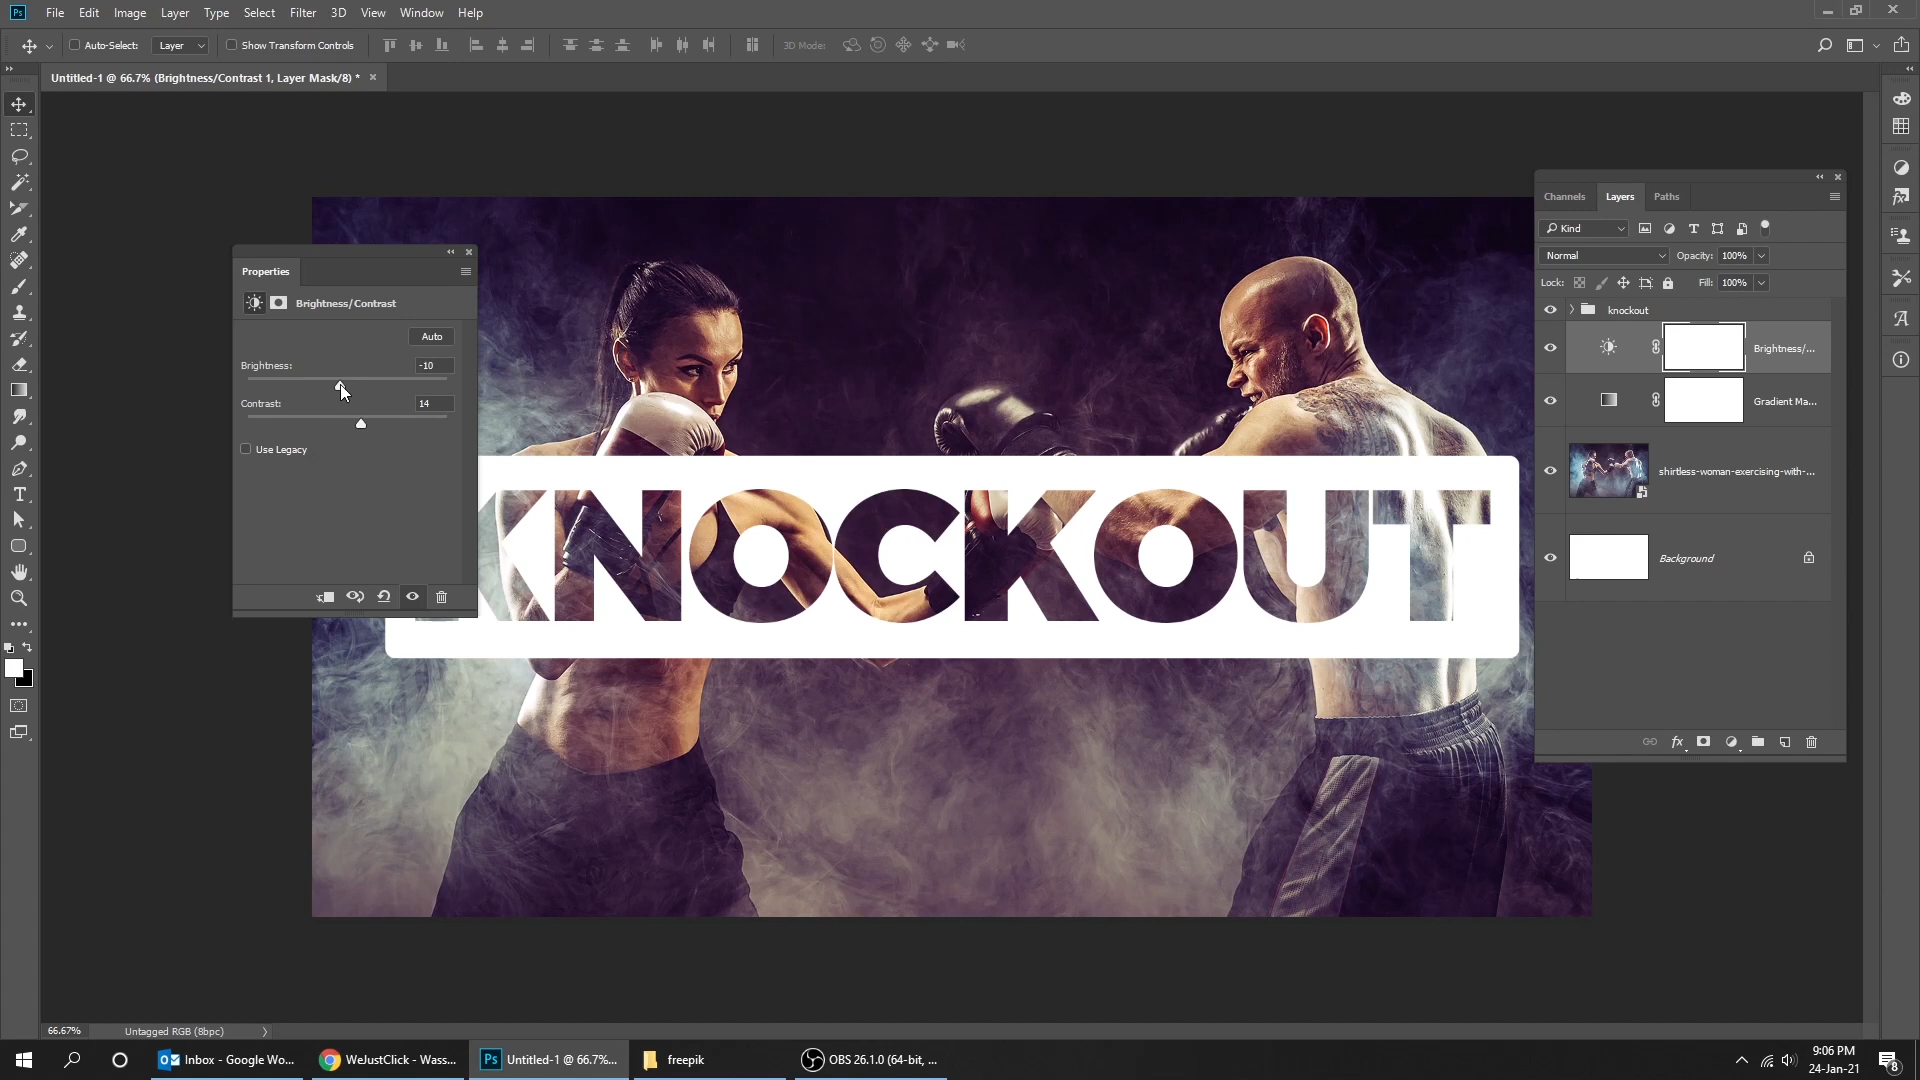 Ps File Edit Image Layer Type Select Filter 3D View Window Help
Auto-Select: Layer Show Transform Controls 3D Mode:
Untitled-1 @ 66.7% (Brightness/Contrast 1, Layer Mask/8) *
Properties
Brightness/Contrast
Auto
Brightness: -10
Contrast: 14
Use Legacy
KNOCKOUT
Channels Layers Paths
Kind
Normal Opacity: 100%
Lock: Fill: 100%
knockout
Brightness/...
Gradient Ma...
shirtless-woman-exercising-with-...
Background
66.67% Untagged RGB (8bpc)
Inbox - Google Wo... WeJustClick - Wass... Ps Untitled-1 @ 66.7%... freepik OBS 26.1.0 (64-bit, ...
9:06 PM
24-Jan-21
8